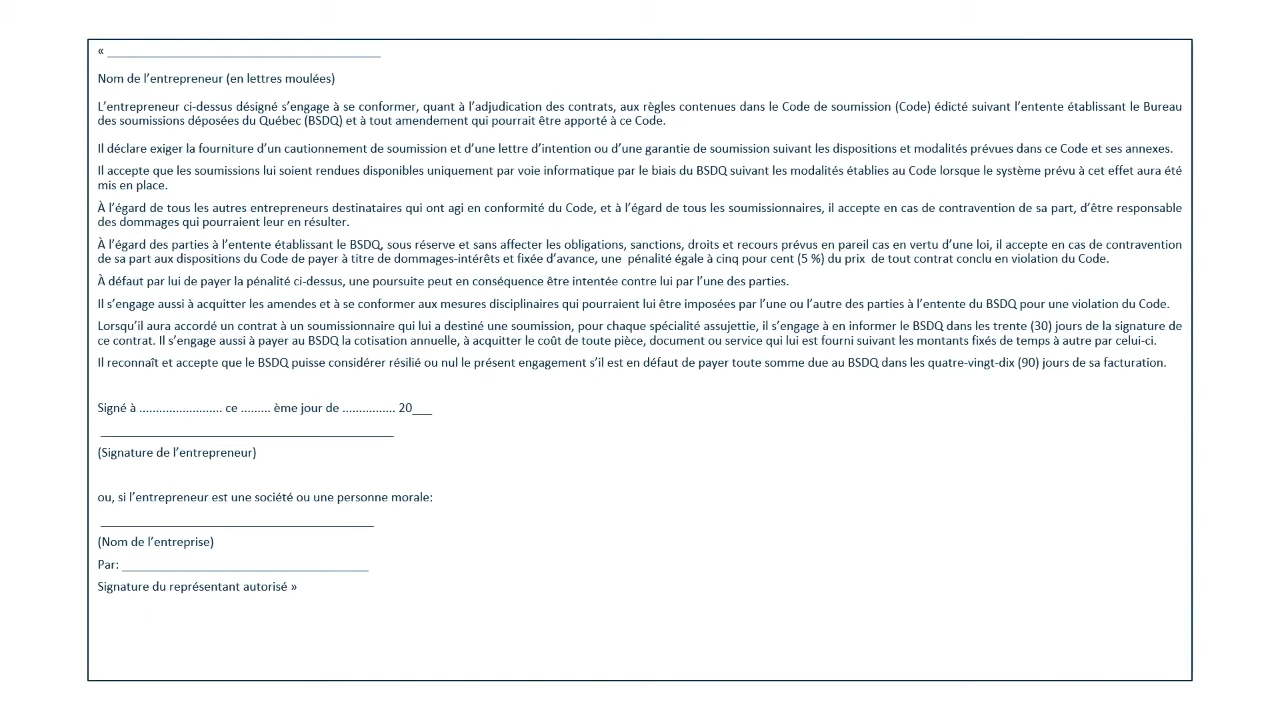 « ___________________________________________
Nom de l’entrepreneur (en lettres moulées)
L’entrepreneur ci-dessus désigné s’engage à se conformer, quant à l’adjudication des contrats, aux règles contenues dans le Code de soumission (Code) édicté suivant l’entente établissant le Bureau
des soumissions déposées du Québec (BSDQ) et à tout amendement qui pourrait être apporté à ce Code.
Il déclare exiger la fourniture d’un cautionnement de soumission et d’une lettre d’intention ou d’une garantie de soumission suivant les dispositions et modalités prévues dans ce Code et ses annexes.
Il accepte que les soumissions lui soient rendues disponibles uniquement par voie informatique par le biais du BSDQ suivant les modalités établies au Code lorsque le système prévu à cet effet aura été
mis en place.
À l’égard de tous les autres entrepreneurs destinataires qui ont agi en conformité du Code, et à l’égard de tous les soumissionnaires, il accepte en cas de contravention de sa part, d’être responsable
des dommages qui pourraient leur en résulter.
À l’égard des parties à l’entente établissant le BSDQ, sous réserve et sans affecter les obligations, sanctions, droits et recours prévus en pareil cas en vertu d’une loi, il accepte en cas de contravention
de sa part aux dispositions du Code de payer à titre de dommages-intérêts et fixée d’avance, une pénalité égale à cinq pour cent (5 %) du prix de tout contrat conclu en violation du Code.
À défaut par lui de payer la pénalité ci-dessus, une poursuite peut en conséquence être intentée contre lui par l’une des parties.
Il s’engage aussi à acquitter les amendes et à se conformer aux mesures disciplinaires qui pourraient lui être imposées par l’une ou l’autre des parties à l’entente du BSDQ pour une violation du Code.
Lorsqu’il aura accordé un contrat à un soumissionnaire qui lui a destiné une soumission, pour chaque spécialité assujettie, il s’engage à en informer le BSDQ dans les trente (30) jours de la signature de
ce contrat. Il s’engage aussi à payer au BSDQ la cotisation annuelle, à acquitter le coût de toute pièce, document ou service qui lui est fourni suivant les montants fixés de temps à autre par celui-ci.
Il reconnaît et accepte que le BSDQ puisse considérer résilié ou nul le présent engagement s’il est en défaut de payer toute somme due au BSDQ dans les quatre-vingt-dix (90) jours de sa facturation.
Signé à ......................... ce ......... ème jour de ................ 20___
______________________________________________
(Signature de l’entrepreneur)
ou, si l’entrepreneur est une société ou une personne morale:
___________________________________________
(Nom de l’entreprise)
Par: _______________________________________
Signature du représentant autorisé »